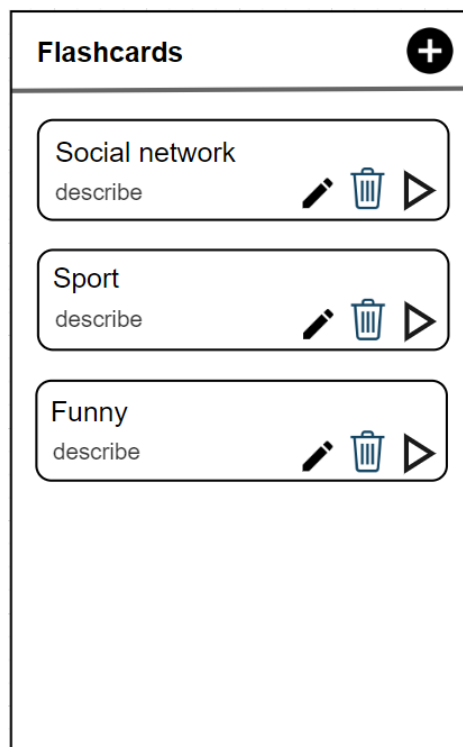 Flashcards
Social network
describe
Sport
describe
Funny
describe